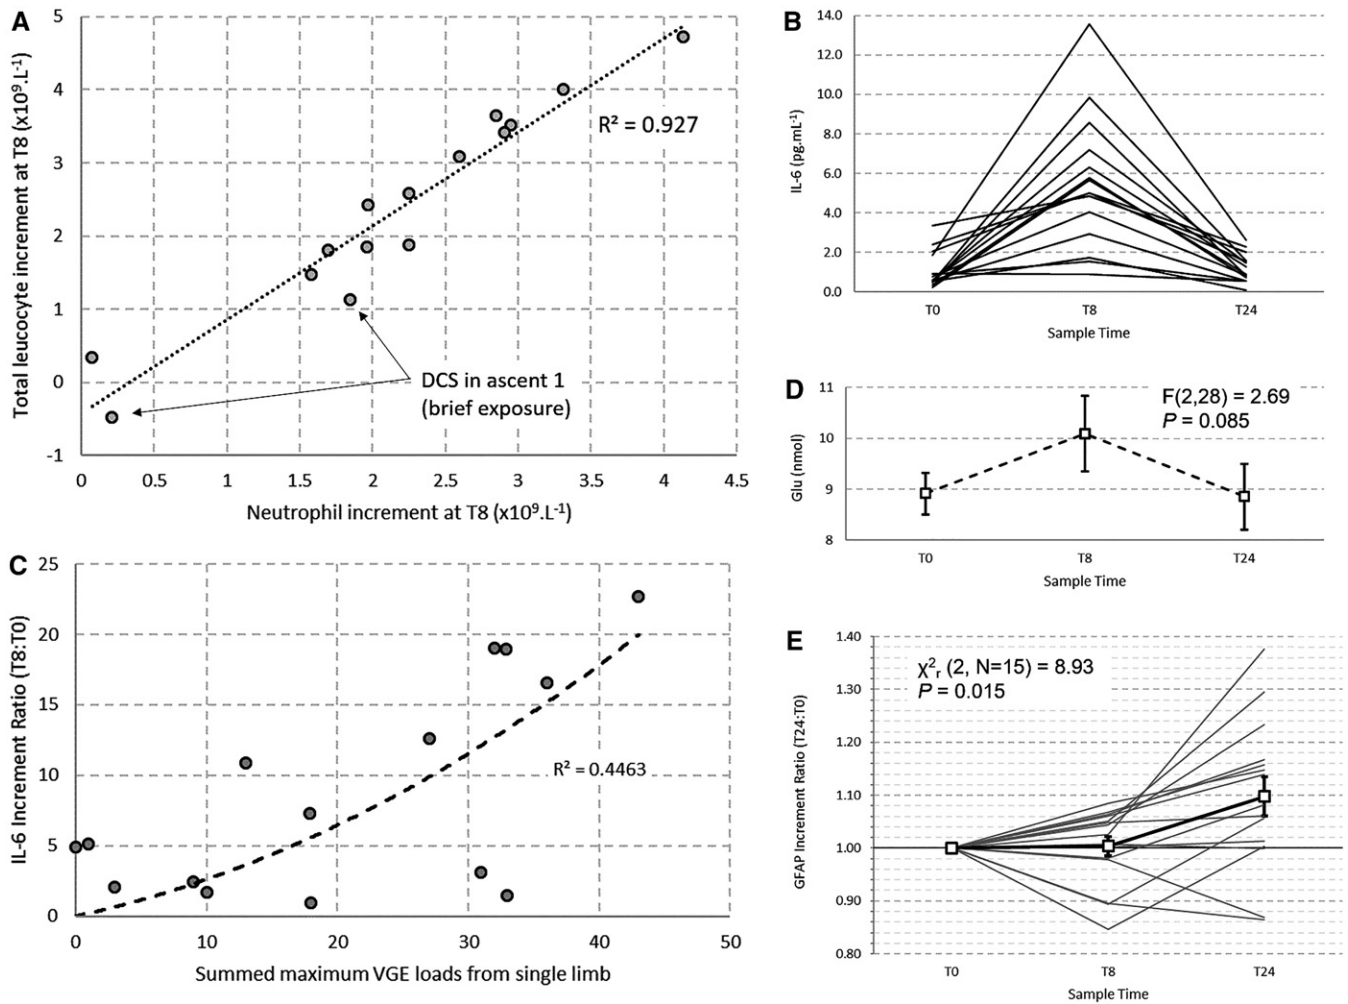 A
5
4
3
2
1
0
-1
0
0.5
1
1.5
2
2.5
3
3.5
4
4.5
Total leucocyte increment at T8 (x10⁹.L⁻¹)
Neutrophil increment at T8 (x10⁹.L⁻¹)
R² = 0.927
DCS in ascent 1
(brief exposure)
B
14.0
12.0
10.0
8.0
6.0
4.0
2.0
0.0
IL-6 (pg.mL⁻¹)
T0
T8
T24
Sample Time
C
25
20
15
10
5
0
0
10
20
30
40
50
IL-6 Increment Ratio (T8:T0)
Summed maximum VGE loads from single limb
R² = 0.4463
D
11
10
9
8
Glu (nmol)
F(2,28) = 2.69
P = 0.085
T0
T8
T24
Sample Time
E
1.40
1.30
1.20
1.10
1.00
0.90
0.80
GFAP Increment Ratio (T24:T0)
χ²ᵣ (2, N=15) = 8.93
P = 0.015
T0
T8
T24
Sample Time